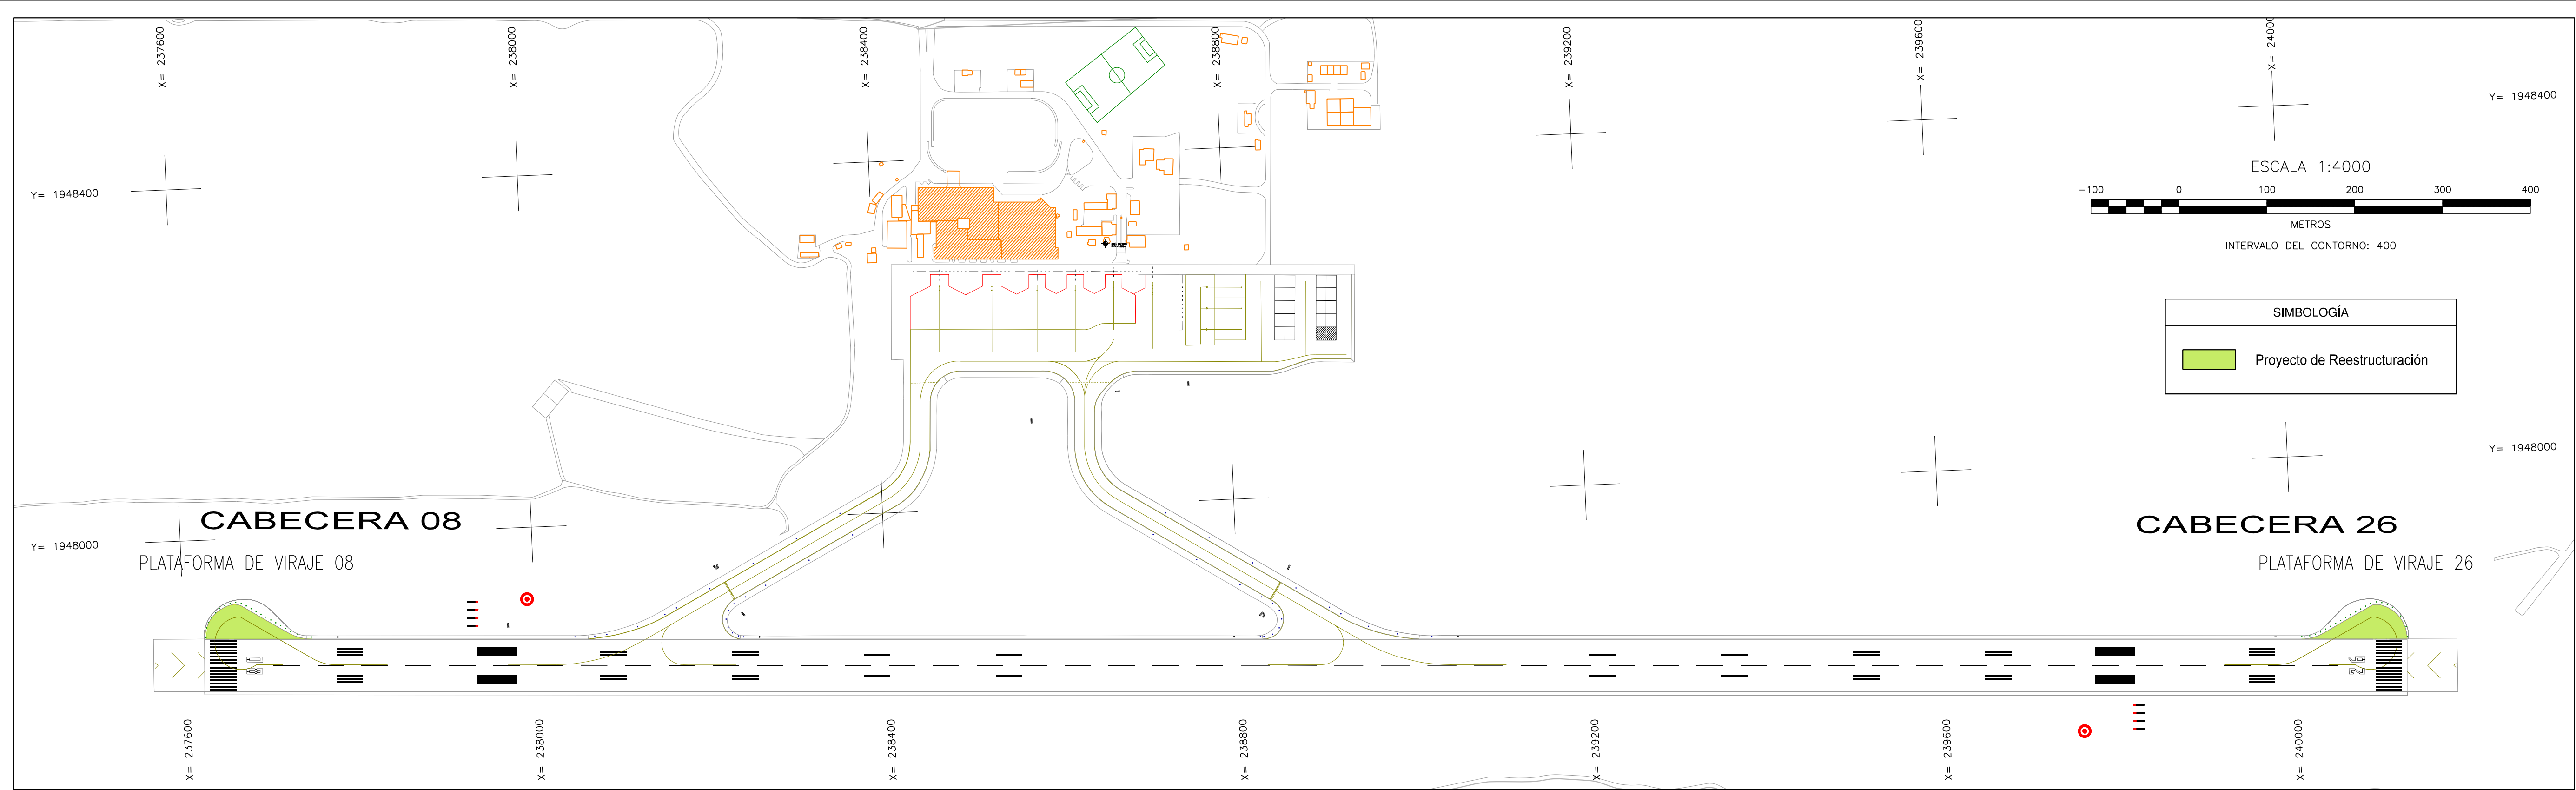 X= 237600
X= 238000
X= 238400
X= 238800
X= 239200
X= 239600
X= 24000
Y= 1948400
Y= 1948400
ESCALA 1:4000
-100 0 100 200 300 400
METROS
INTERVALO DEL CONTORNO: 400
SIMBOLOGÍA
Proyecto de Reestructuración
Y= 1948000
Y= 1948000
CABECERA 08
CABECERA 26
PLATAFORMA DE VIRAJE 08
PLATAFORMA DE VIRAJE 26
08
26
X= 237600
X= 238000
X= 238400
X= 238800
X= 239200
X= 239600
X= 240000